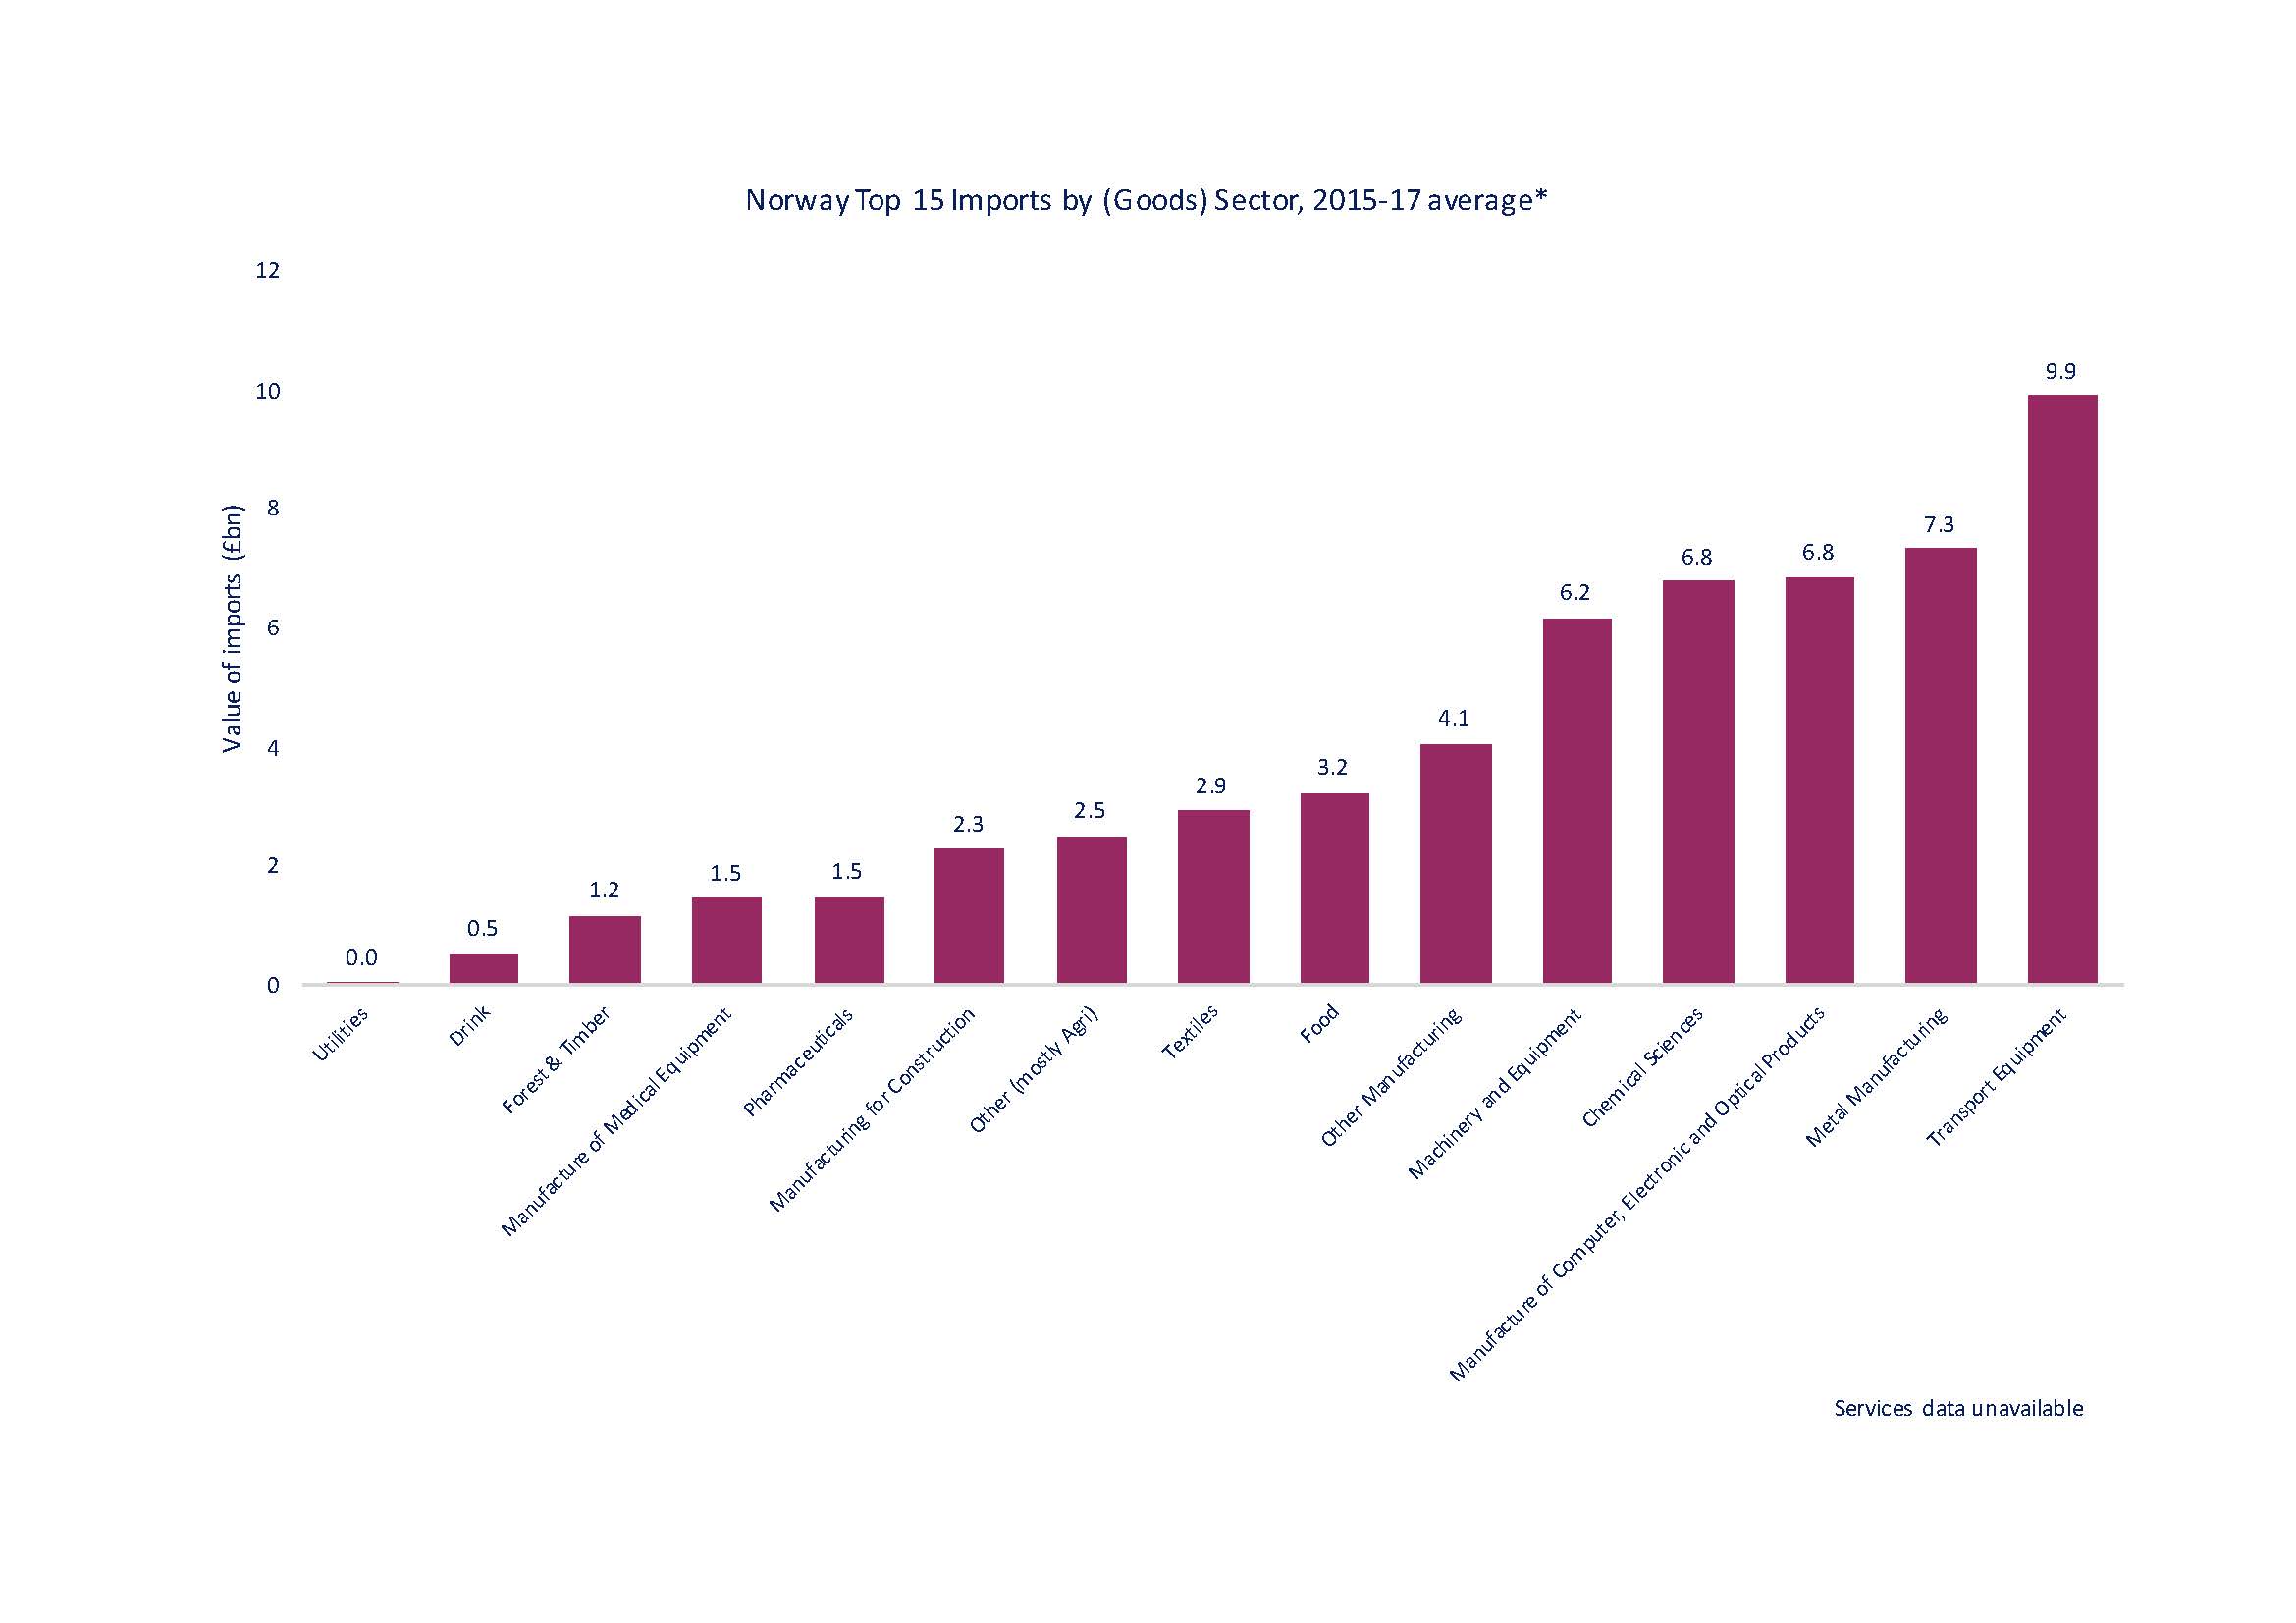 Norway Top 15 Imports by (Goods) Sector, 2015-17 average*
Value of imports (£bn)
12
10
8
6
4
2
0
0.0
0.5
1.2
1.5
1.5
2.3
2.5
2.9
3.2
4.1
6.2
6.8
6.8
7.3
9.9
Utilities
Drink
Forest & Timber
Manufacture of Medical Equipment
Pharmaceuticals
Manufacturing for Construction
Other (mostly Agri)
Textiles
Food
Other Manufacturing
Machinery and Equipment
Chemical Sciences
Manufacture of Computer, Electronic and Optical Products
Metal Manufacturing
Transport Equipment
Services data unavailable